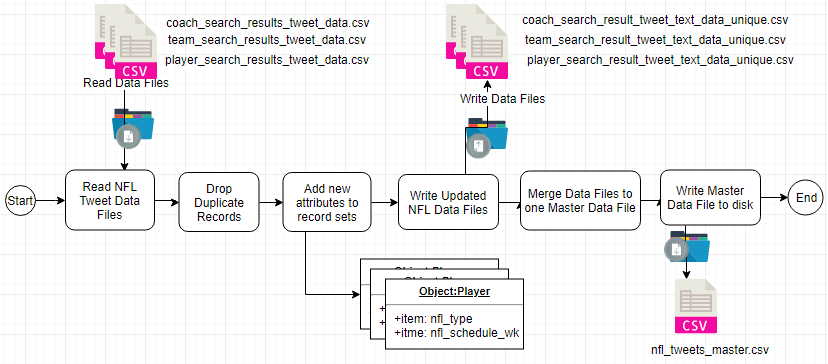 coach_search_results_tweet_data.csv
team_search_results_tweet_data.csv
player_search_results_tweet_data.csv
CSV
Read Data Files
coach_search_result_tweet_text_data_unique.csv
team_search_result_tweet_text_data_unique.csv
player_search_result_tweet_text_data_unique.csv
CSV
Write Data Files
Start
Read NFL
Tweet Data
Files
Drop
Duplicate
Records
Add new
attributes to
record sets
Write Updated
NFL Data Files
Merge Data Files to
one Master Data File
Write Master
Data File to disk
End
Object:Player
+item: nfl_type
+itme: nfl_schedule_wk
CSV
nfl_tweets_master.csv